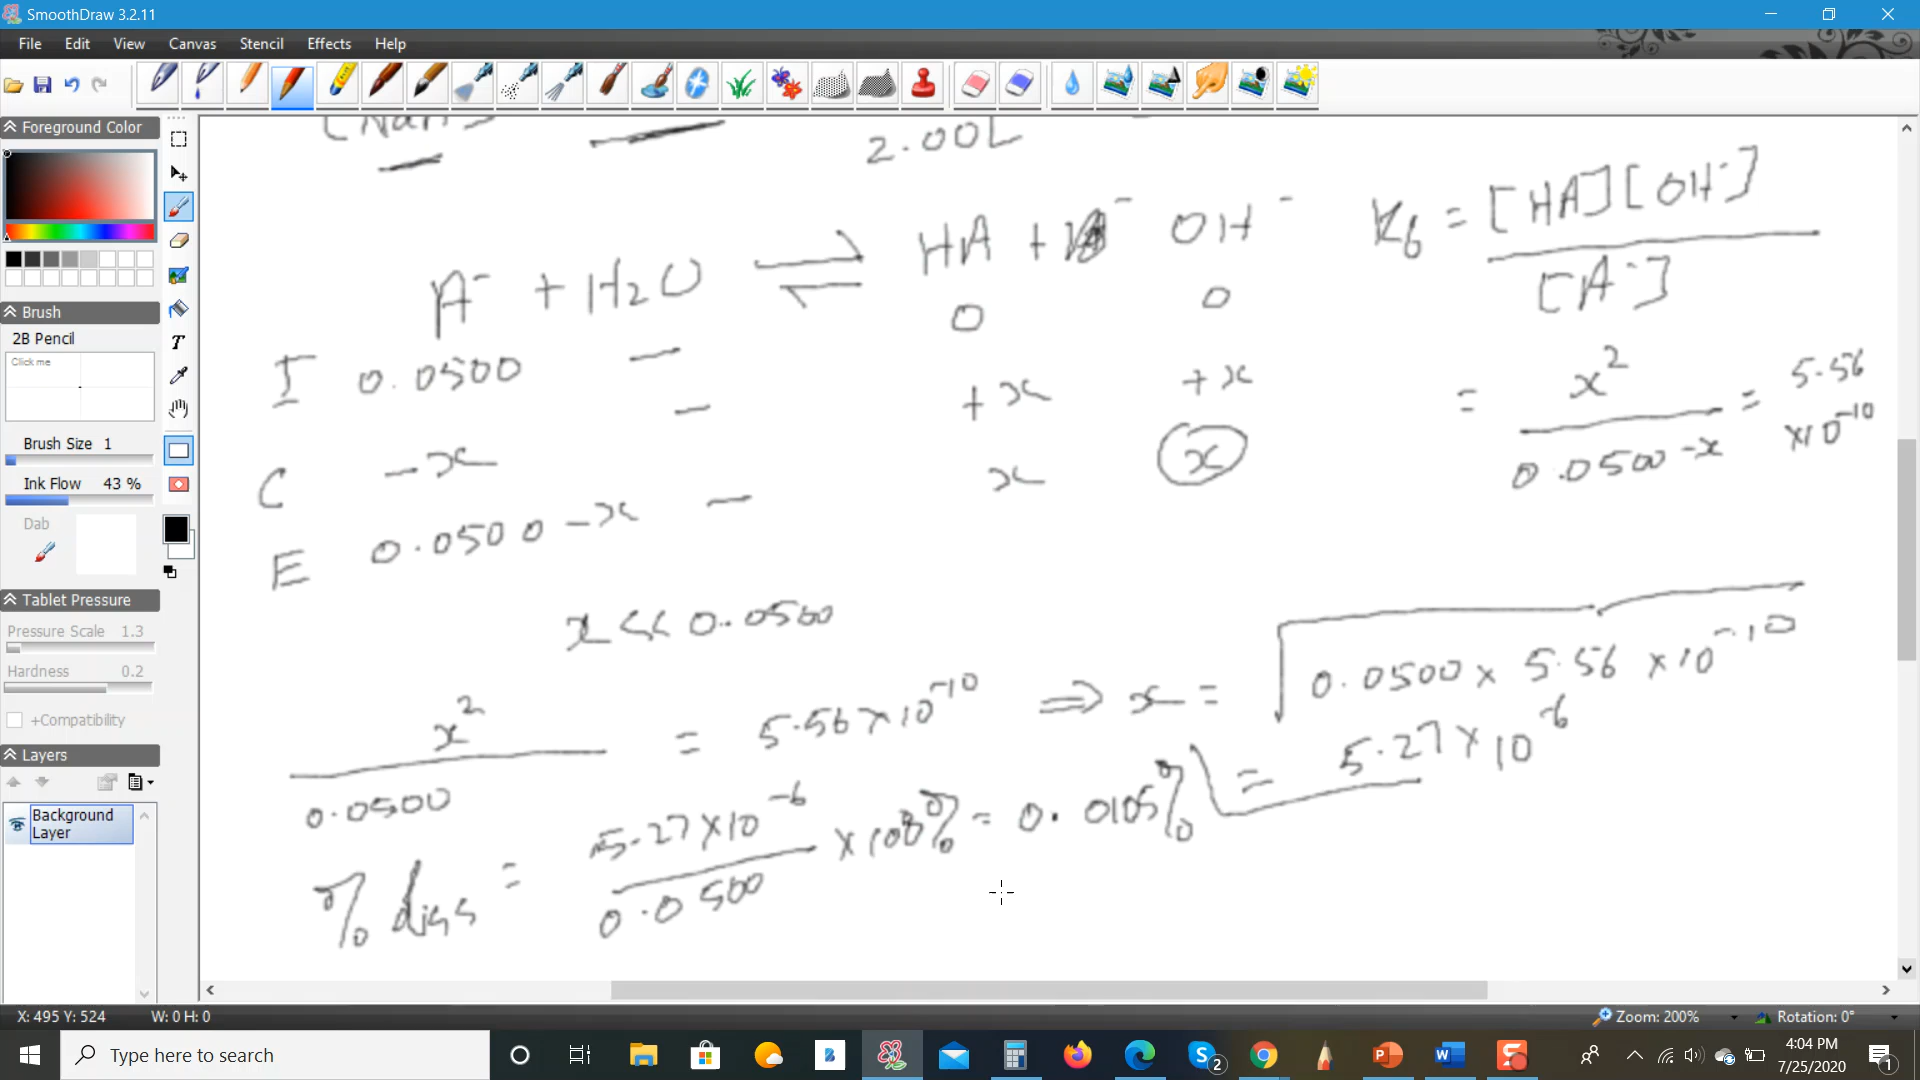 SmoothDraw 3.2.11
File Edit View Canvas Stencil Effects Help
Foreground Color
Brush
2B Pencil
Click me
Brush Size 1
Ink Flow 43 %
Dab
Tablet Pressure
Pressure Scale 1.3
Hardness 0.2
+Compatibility
Layers
Background Layer
2.00L
A⁻ + H₂O ⇌ HA + OH⁻
K_b = [HA][OH⁻] / [A⁻]
I 0.0500 — 0 0
C −x — +x +x
E 0.0500 −x — x x
= x² / 0.0500 −x = 5.56 ×10⁻¹⁰
x << 0.0500
x² / 0.0500 = 5.56 × 10⁻¹⁰ ⇒ x = √0.0500 × 5.56 × 10⁻¹⁰
= 5.27 × 10⁻⁶
% diss = 5.27 × 10⁻⁶ / 0.0500 × 100% = 0.0105%
X: 495 Y: 524 W: 0 H: 0 Zoom: 200% Rotation: 0°
Type here to search
2
4:04 PM
7/25/2020
1